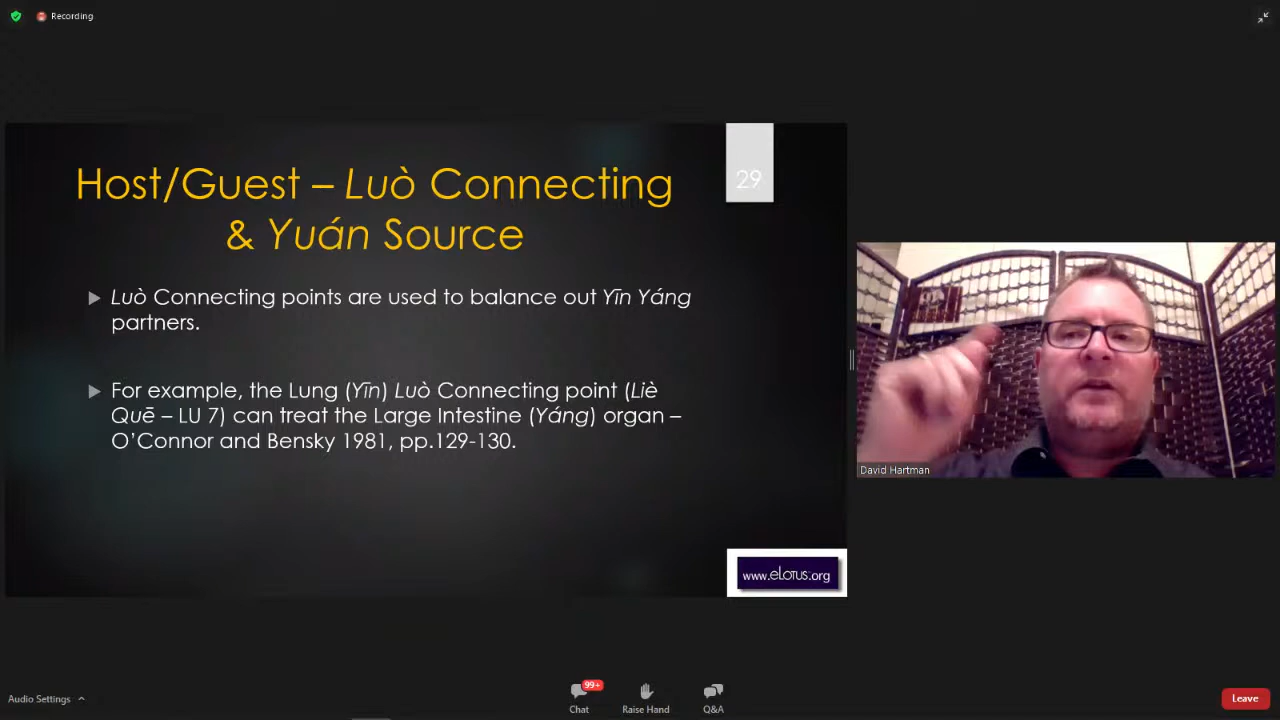 Recording
29
Host/Guest – Luò Connecting
& Yuán Source
Luò Connecting points are used to balance out Yīn Yáng
partners.
For example, the Lung (Yīn) Luò Connecting point (Liè
Quē – LU 7) can treat the Large Intestine (Yáng) organ –
O’Connor and Bensky 1981, pp.129-130.
www.eLotus.org
David Hartman
Audio Settings
99+
Chat
Raise Hand
Q&A
Leave